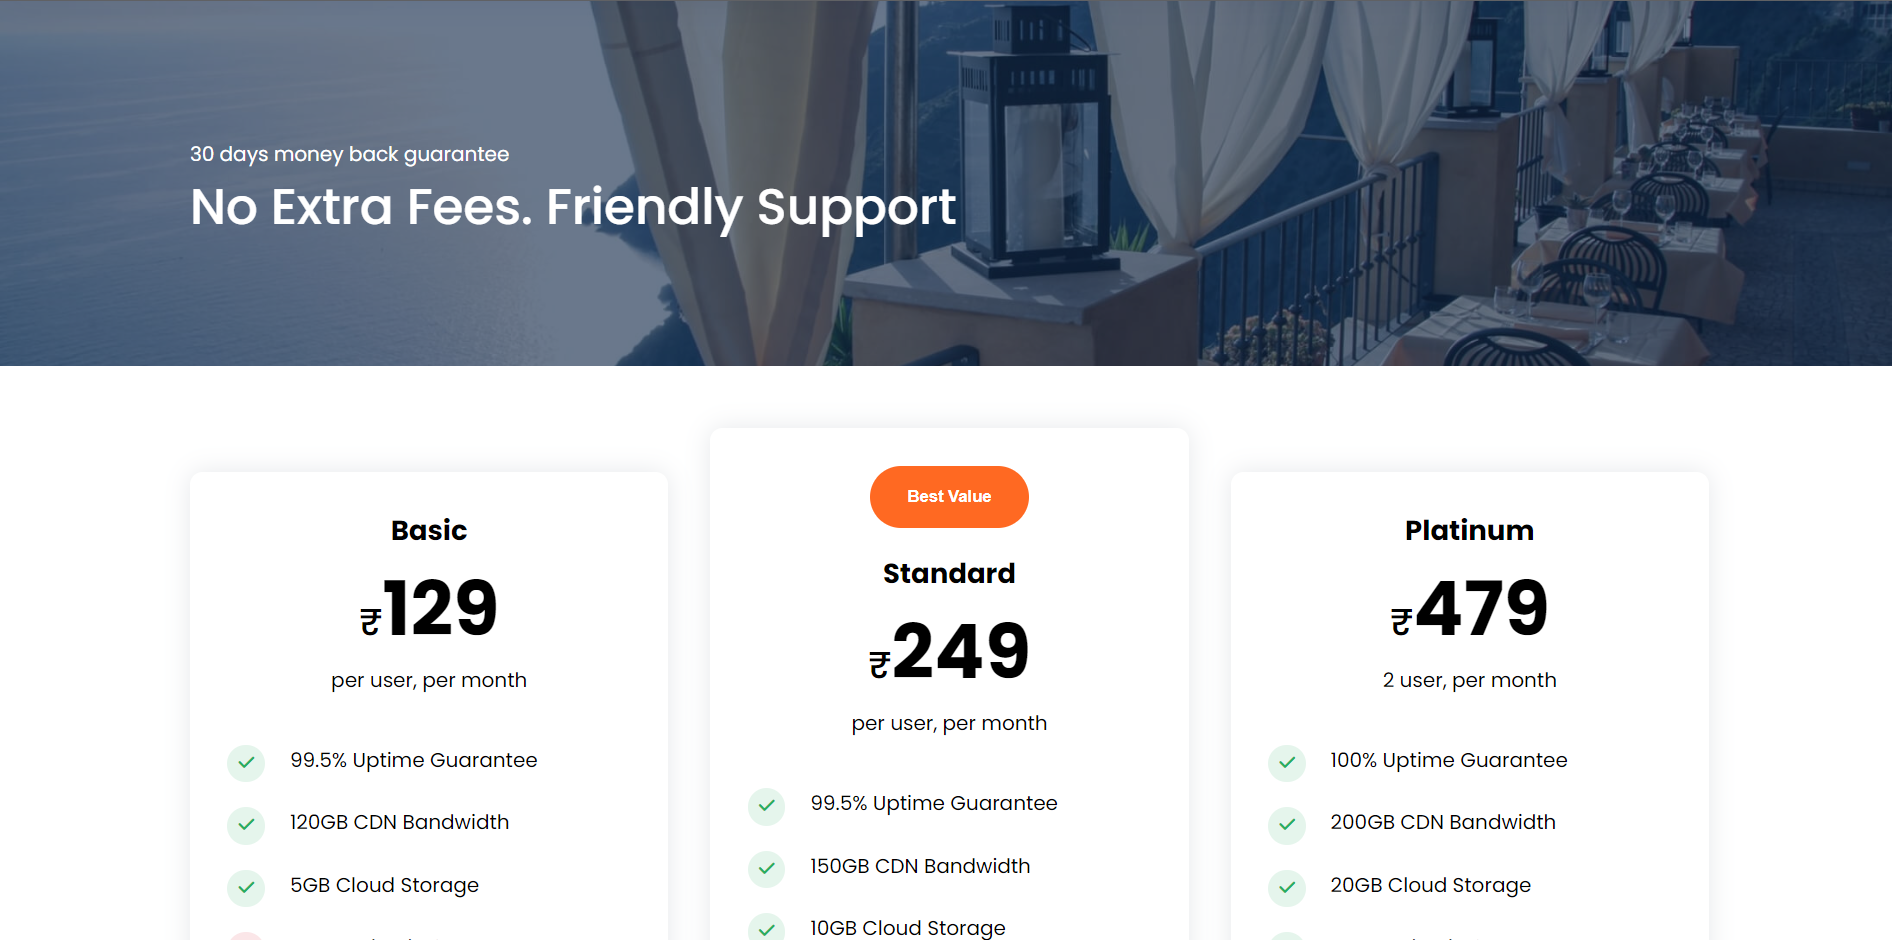 30 days money back guarantee
No Extra Fees. Friendly Support
Basic
₹129
per user, per month
99.5% Uptime Guarantee
120GB CDN Bandwidth
5GB Cloud Storage
Best Value
Standard
₹249
per user, per month
99.5% Uptime Guarantee
150GB CDN Bandwidth
10GB Cloud Storage
Platinum
₹479
2 user, per month
100% Uptime Guarantee
200GB CDN Bandwidth
20GB Cloud Storage